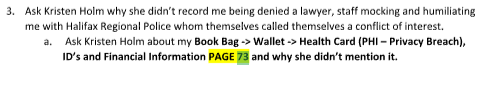 3. Ask Kristen Holm why she didn't record me being denied a lawyer, staff mocking and humiliating
me with Halifax Regional Police whom themselves called themselves a conflict of interest.
a. Ask Kristen Holm about my Book Bag -> Wallet -> Health Card (PHI – Privacy Breach),
ID's and Financial Information PAGE 73 and why she didn't mention it.